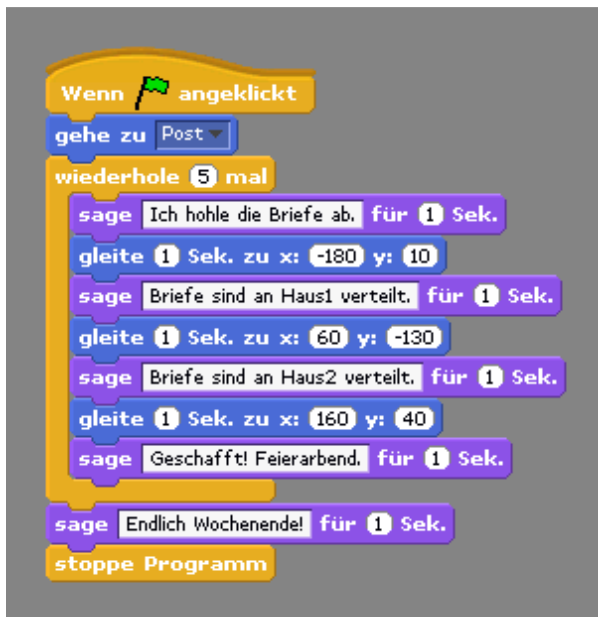 Wenn angeklickt
gehe zu Post
wiederhole 5 mal
sage Ich hohle die Briefe ab. für 1 Sek.
gleite 1 Sek. zu x: -180 y: 10
sage Briefe sind an Haus1 verteilt. für 1 Sek.
gleite 1 Sek. zu x: 60 y: -130
sage Briefe sind an Haus2 verteilt. für 1 Sek.
gleite 1 Sek. zu x: 160 y: 40
sage Geschafft! Feierarbend. für 1 Sek.
sage Endlich Wochenende! für 1 Sek.
stoppe Programm